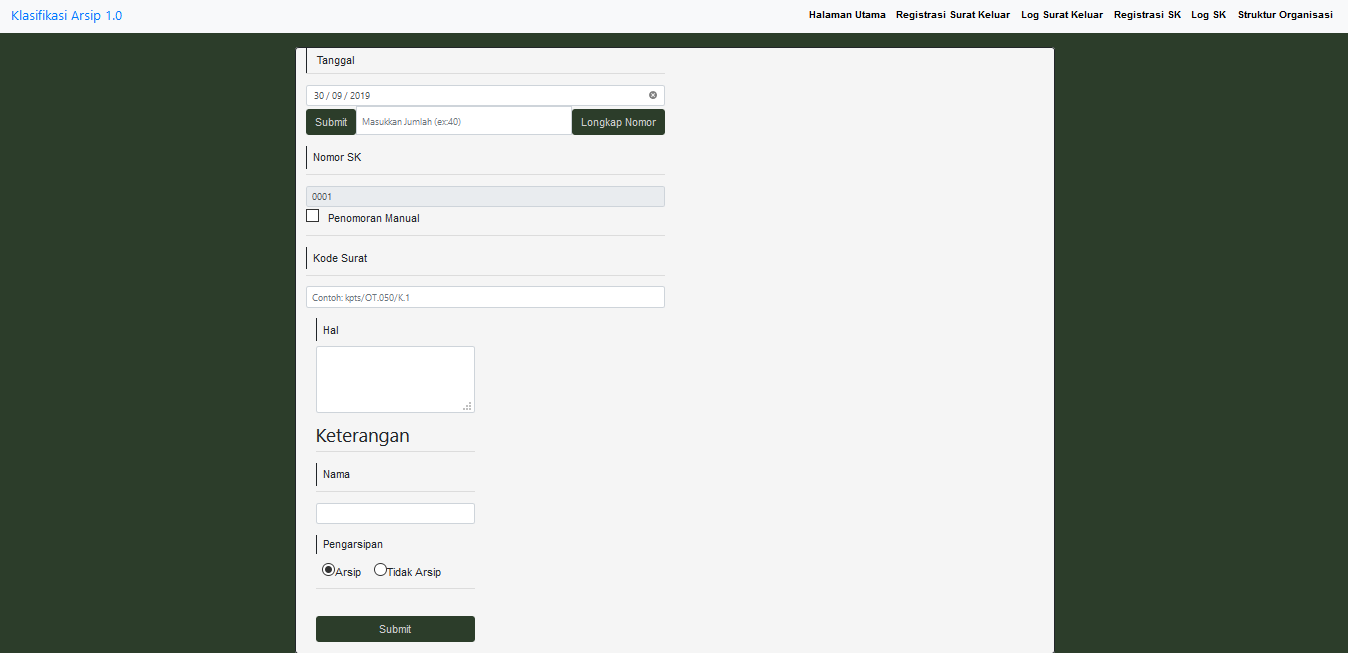 Klasifikasi Arsip 1.0
Halaman Utama Registrasi Surat Keluar Log Surat Keluar Registrasi SK Log SK Struktur Organisasi
Tanggal
30 / 09 / 2019
Submit Masukkan Jumlah (ex:40) Longkap Nomor
Nomor SK
0001
Penomoran Manual
Kode Surat
Contoh: kpts/OT.050/K.1
Hal
Keterangan
Nama
Pengarsipan
Arsip Tidak Arsip
Submit